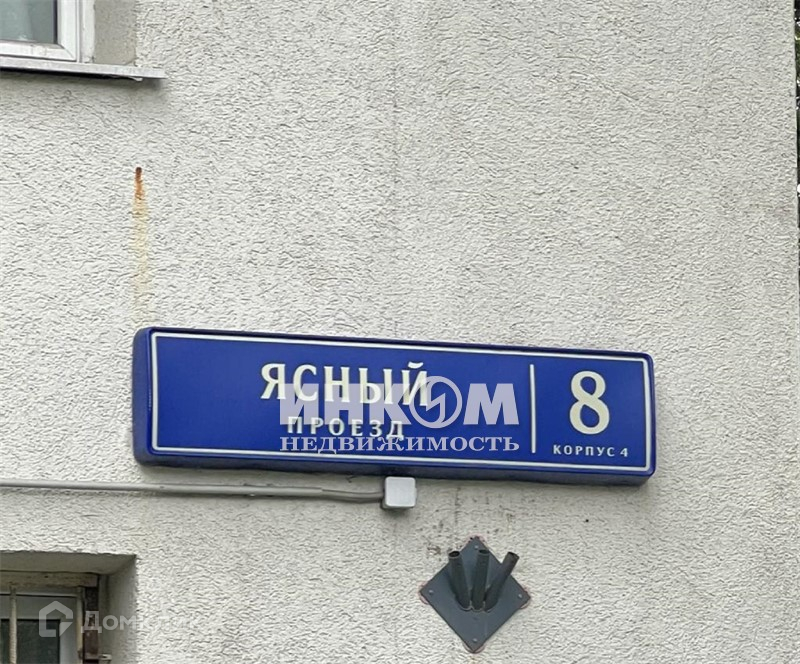 ЯСНЫЙ
ПРОЕЗД
8
КОРПУС 4
ИНКОМ
НЕДВИЖИМОСТЬ
Домклик